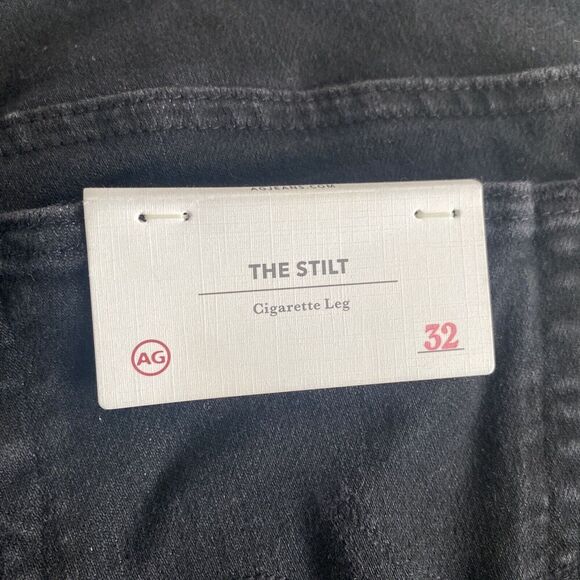 AGJEANS.COM
THE STILT
Cigarette Leg
AG
32